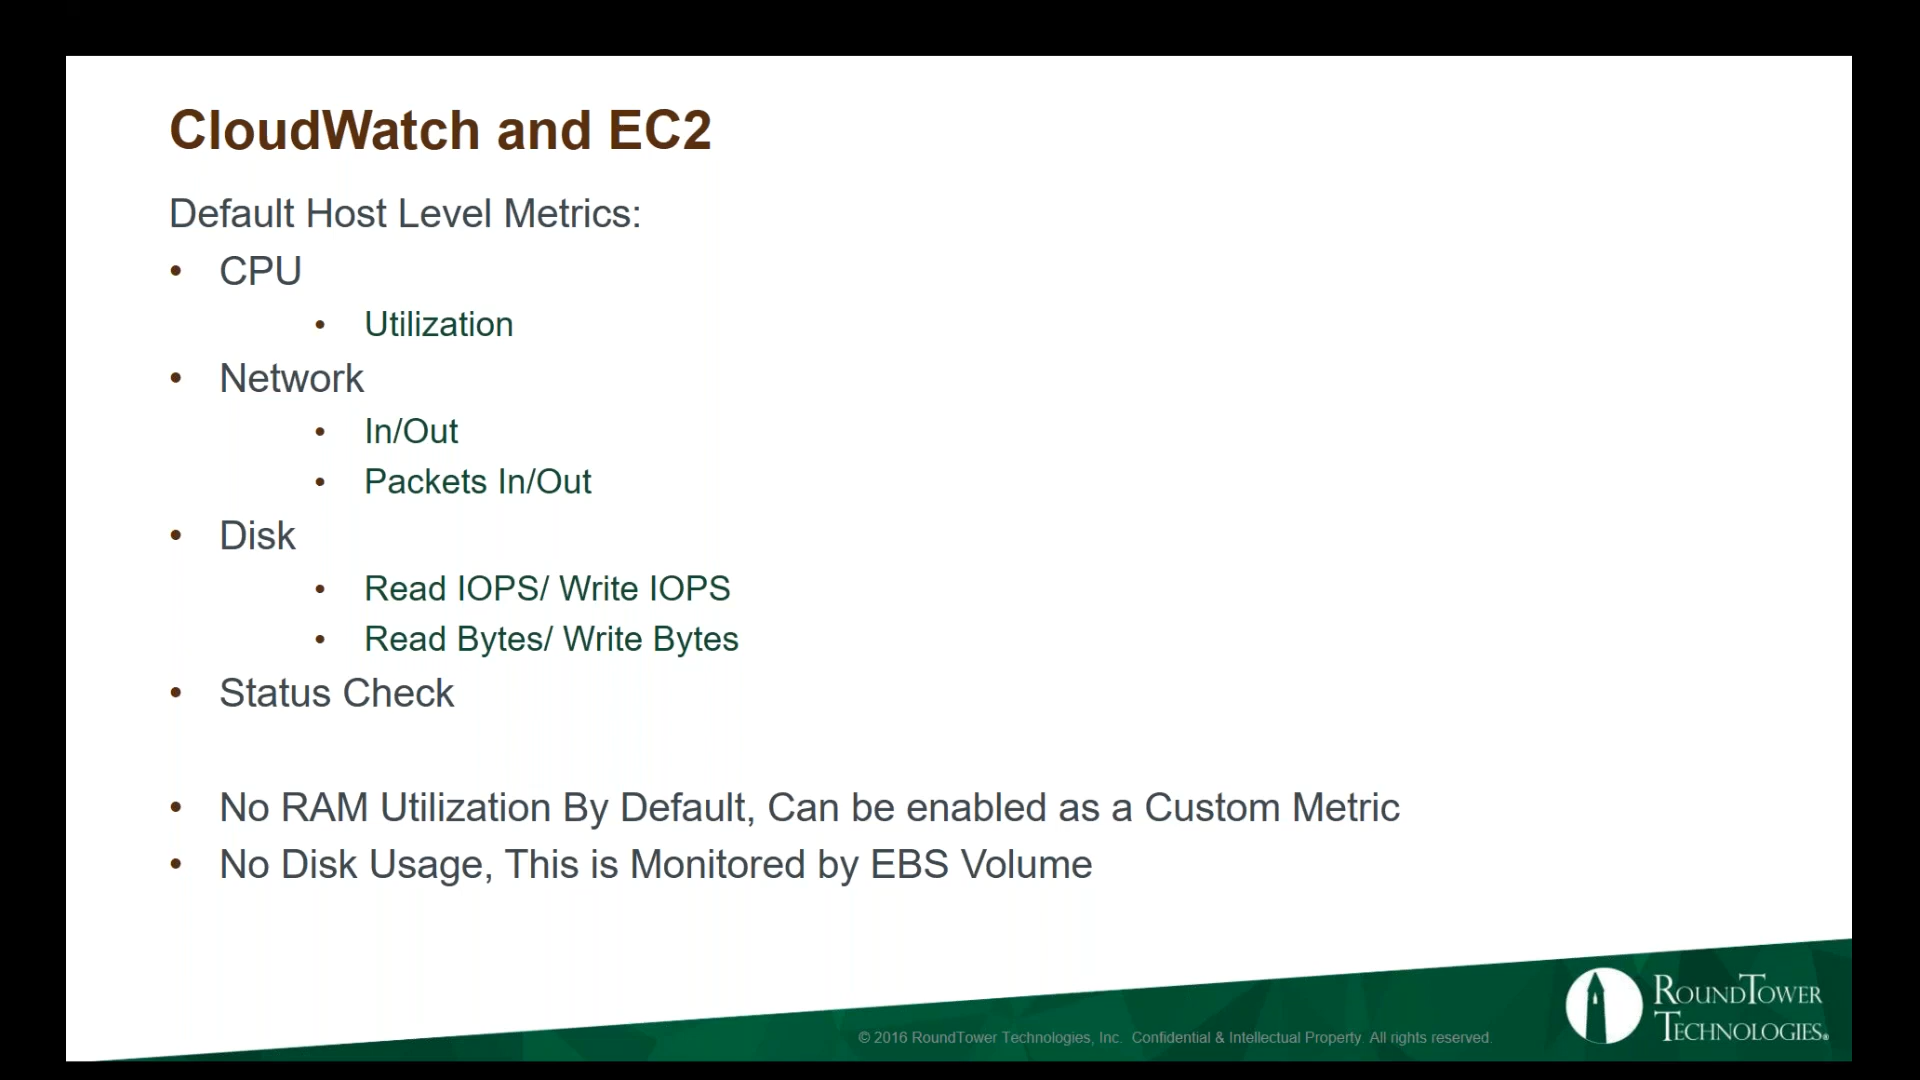 CloudWatch and EC2
Default Host Level Metrics:
• CPU
• Utilization
• Network
• In/Out
• Packets In/Out
• Disk
• Read IOPS/ Write IOPS
• Read Bytes/ Write Bytes
• Status Check
• No RAM Utilization By Default, Can be enabled as a Custom Metric
• No Disk Usage, This is Monitored by EBS Volume
© 2016 RoundTower Technologies, Inc. Confidential & Intellectual Property. All rights reserved.
ROUNDTOWER
TECHNOLOGIES®